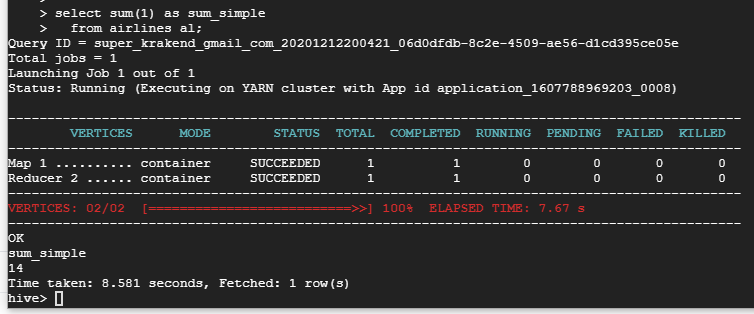 >
> select sum(1) as sum_simple
>   from airlines al;
Query ID = super_krakend_gmail_com_20201212200421_06d0dfdb-8c2e-4509-ae56-d1cd395ce05e
Total jobs = 1
Launching Job 1 out of 1
Status: Running (Executing on YARN cluster with App id application_1607788969203_0008)
----------------------------------------------------------------------------------------------
        VERTICES      MODE        STATUS  TOTAL  COMPLETED  RUNNING  PENDING  FAILED  KILLED
----------------------------------------------------------------------------------------------
Map 1 .......... container     SUCCEEDED      1          1        0        0       0       0
Reducer 2 ...... container     SUCCEEDED      1          1        0        0       0       0
----------------------------------------------------------------------------------------------
VERTICES: 02/02  [==========================>>] 100%  ELAPSED TIME: 7.67 s
----------------------------------------------------------------------------------------------
OK
sum_simple
14
Time taken: 8.581 seconds, Fetched: 1 row(s)
hive>